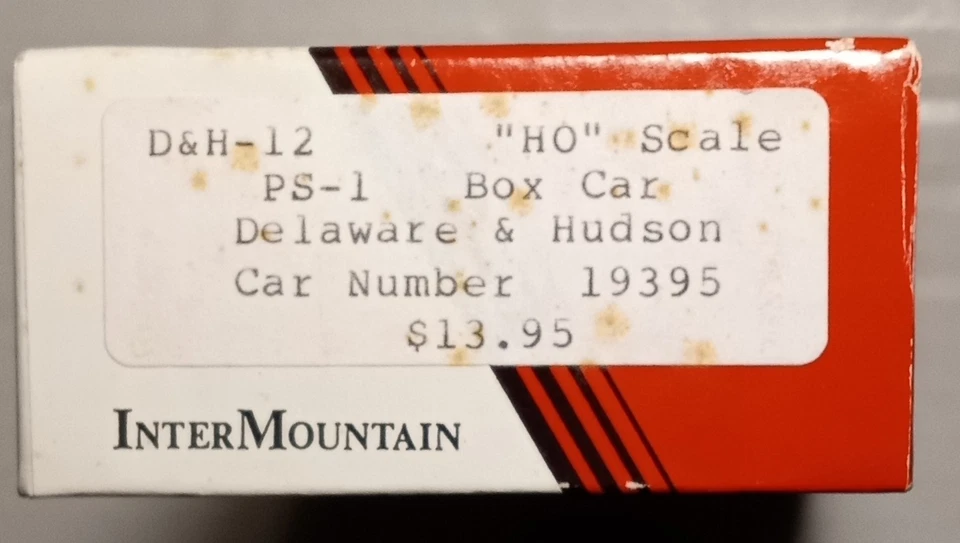 D&H-12 "HO" Scale
PS-1 Box Car
Delaware & Hudson
Car Number 19395
$13.95
INTERMOUNTAIN